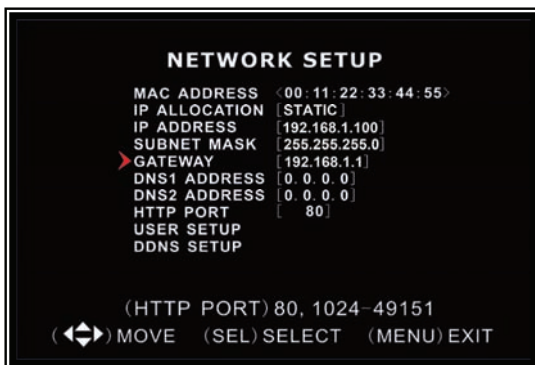 NETWORK SETUP
MAC ADDRESS <00:11:22:33:44:55>
IP ALLOCATION [STATIC]
IP ADDRESS [192.168.1.100]
SUBNET MASK [255.255.255.0]
GATEWAY [192.168.1.1]
DNS1 ADDRESS [0. 0. 0. 0]
DNS2 ADDRESS [0. 0. 0. 0]
HTTP PORT [ 80]
USER SETUP
DDNS SETUP
(HTTP PORT) 80, 1024-49151
( ) MOVE (SEL) SELECT (MENU) EXIT